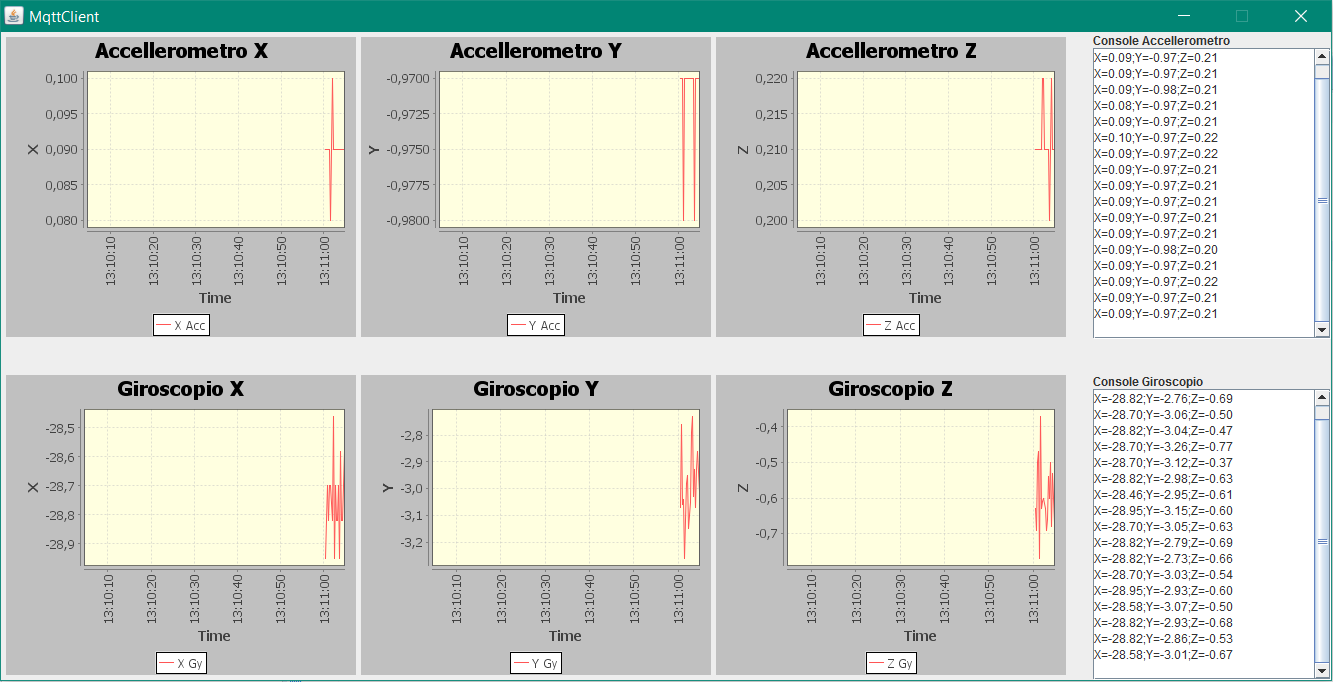 MqttClient
Accellerometro X
0,100
0,095
0,090
0,085
0,080
X
13:10:10
13:10:20
13:10:30
13:10:40
13:10:50
13:11:00
Time
X Acc
Accellerometro Y
-0,9700
-0,9725
-0,9750
-0,9775
-0,9800
Y
13:10:10
13:10:20
13:10:30
13:10:40
13:10:50
13:11:00
Time
Y Acc
Accellerometro Z
0,220
0,215
0,210
0,205
0,200
Z
13:10:10
13:10:20
13:10:30
13:10:40
13:10:50
13:11:00
Time
Z Acc
Console Accellerometro
X=0.09;Y=-0.97;Z=0.21
X=0.09;Y=-0.97;Z=0.21
X=0.09;Y=-0.98;Z=0.21
X=0.08;Y=-0.97;Z=0.21
X=0.09;Y=-0.97;Z=0.21
X=0.10;Y=-0.97;Z=0.22
X=0.09;Y=-0.97;Z=0.22
X=0.09;Y=-0.97;Z=0.21
X=0.09;Y=-0.97;Z=0.21
X=0.09;Y=-0.97;Z=0.21
X=0.09;Y=-0.97;Z=0.21
X=0.09;Y=-0.97;Z=0.21
X=0.09;Y=-0.98;Z=0.20
X=0.09;Y=-0.97;Z=0.21
X=0.09;Y=-0.97;Z=0.22
X=0.09;Y=-0.97;Z=0.21
X=0.09;Y=-0.97;Z=0.21
Giroscopio X
-28,5
-28,6
-28,7
-28,8
-28,9
X
13:10:10
13:10:20
13:10:30
13:10:40
13:10:50
13:11:00
Time
X Gy
Giroscopio Y
-2,8
-2,9
-3,0
-3,1
-3,2
Y
13:10:10
13:10:20
13:10:30
13:10:40
13:10:50
13:11:00
Time
Y Gy
Giroscopio Z
-0,4
-0,5
-0,6
-0,7
Z
13:10:10
13:10:20
13:10:30
13:10:40
13:10:50
13:11:00
Time
Z Gy
Console Giroscopio
X=-28.82;Y=-2.76;Z=-0.69
X=-28.70;Y=-3.06;Z=-0.50
X=-28.82;Y=-3.04;Z=-0.47
X=-28.70;Y=-3.26;Z=-0.77
X=-28.70;Y=-3.12;Z=-0.37
X=-28.82;Y=-2.98;Z=-0.63
X=-28.46;Y=-2.95;Z=-0.61
X=-28.95;Y=-3.15;Z=-0.60
X=-28.70;Y=-3.05;Z=-0.63
X=-28.82;Y=-2.79;Z=-0.69
X=-28.82;Y=-2.73;Z=-0.66
X=-28.70;Y=-3.03;Z=-0.54
X=-28.95;Y=-2.93;Z=-0.60
X=-28.58;Y=-3.07;Z=-0.50
X=-28.82;Y=-2.93;Z=-0.68
X=-28.82;Y=-2.86;Z=-0.53
X=-28.58;Y=-3.01;Z=-0.67